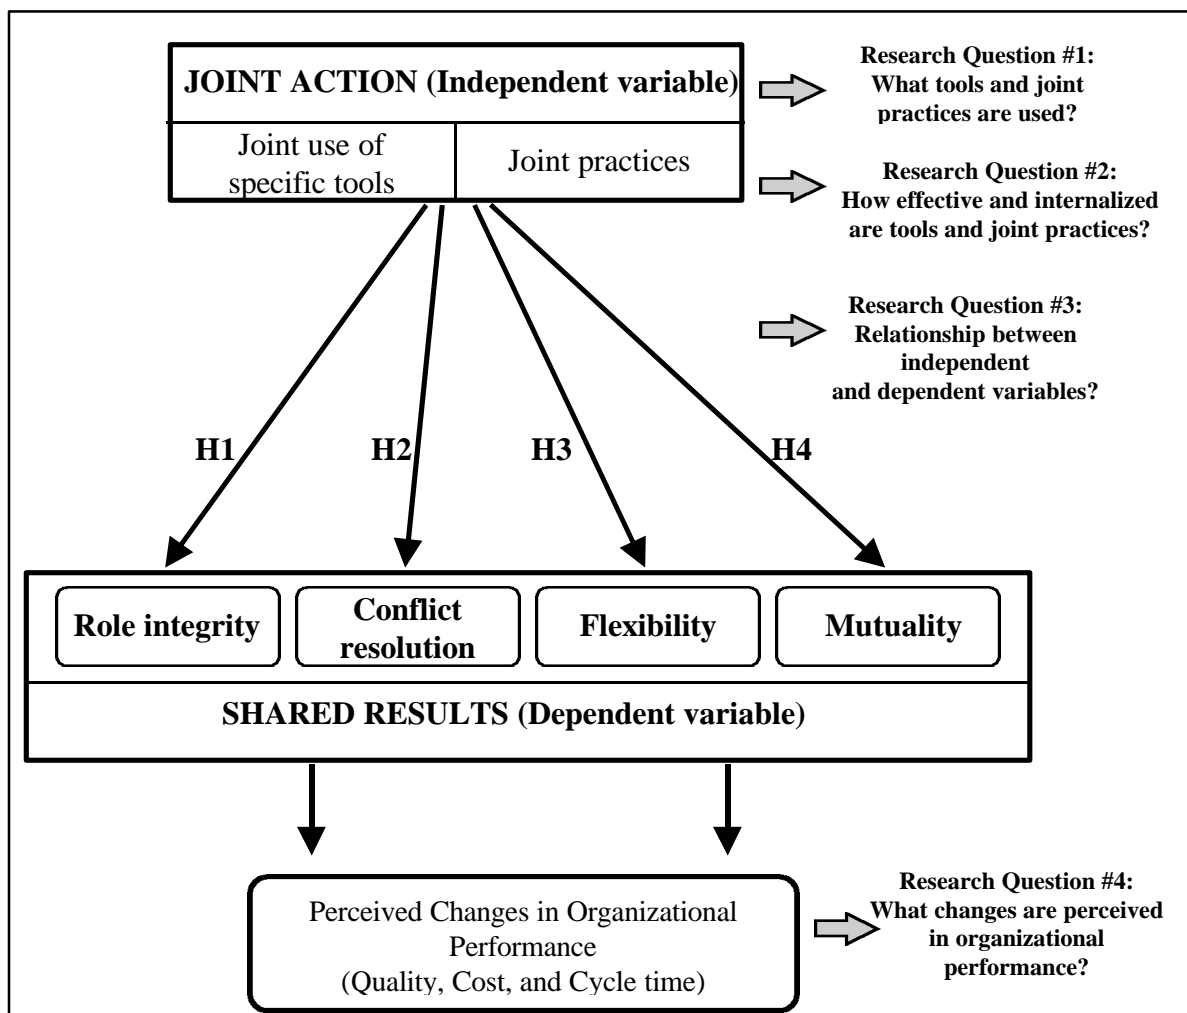 JOINT ACTION (Independent variable)
Joint use of
specific tools
Joint practices
Research Question #1:
What tools and joint
practices are used?
Research Question #2:
How effective and internalized
are tools and joint practices?
Research Question #3:
Relationship between
independent
and dependent variables?
H1
H2
H3
H4
Role integrity
Conflict
resolution
Flexibility
Mutuality
SHARED RESULTS (Dependent variable)
Perceived Changes in Organizational
Performance
(Quality, Cost, and Cycle time)
Research Question #4:
What changes are perceived
in organizational
performance?